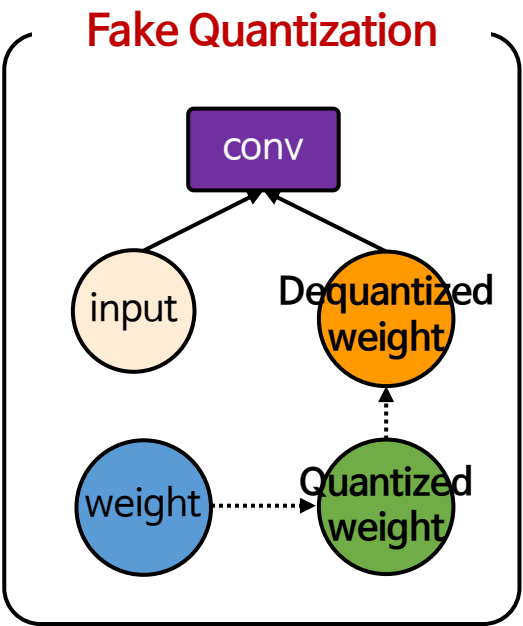 Fake Quantization
conv
input
Dequantized
weight
weight
Quantized
weight